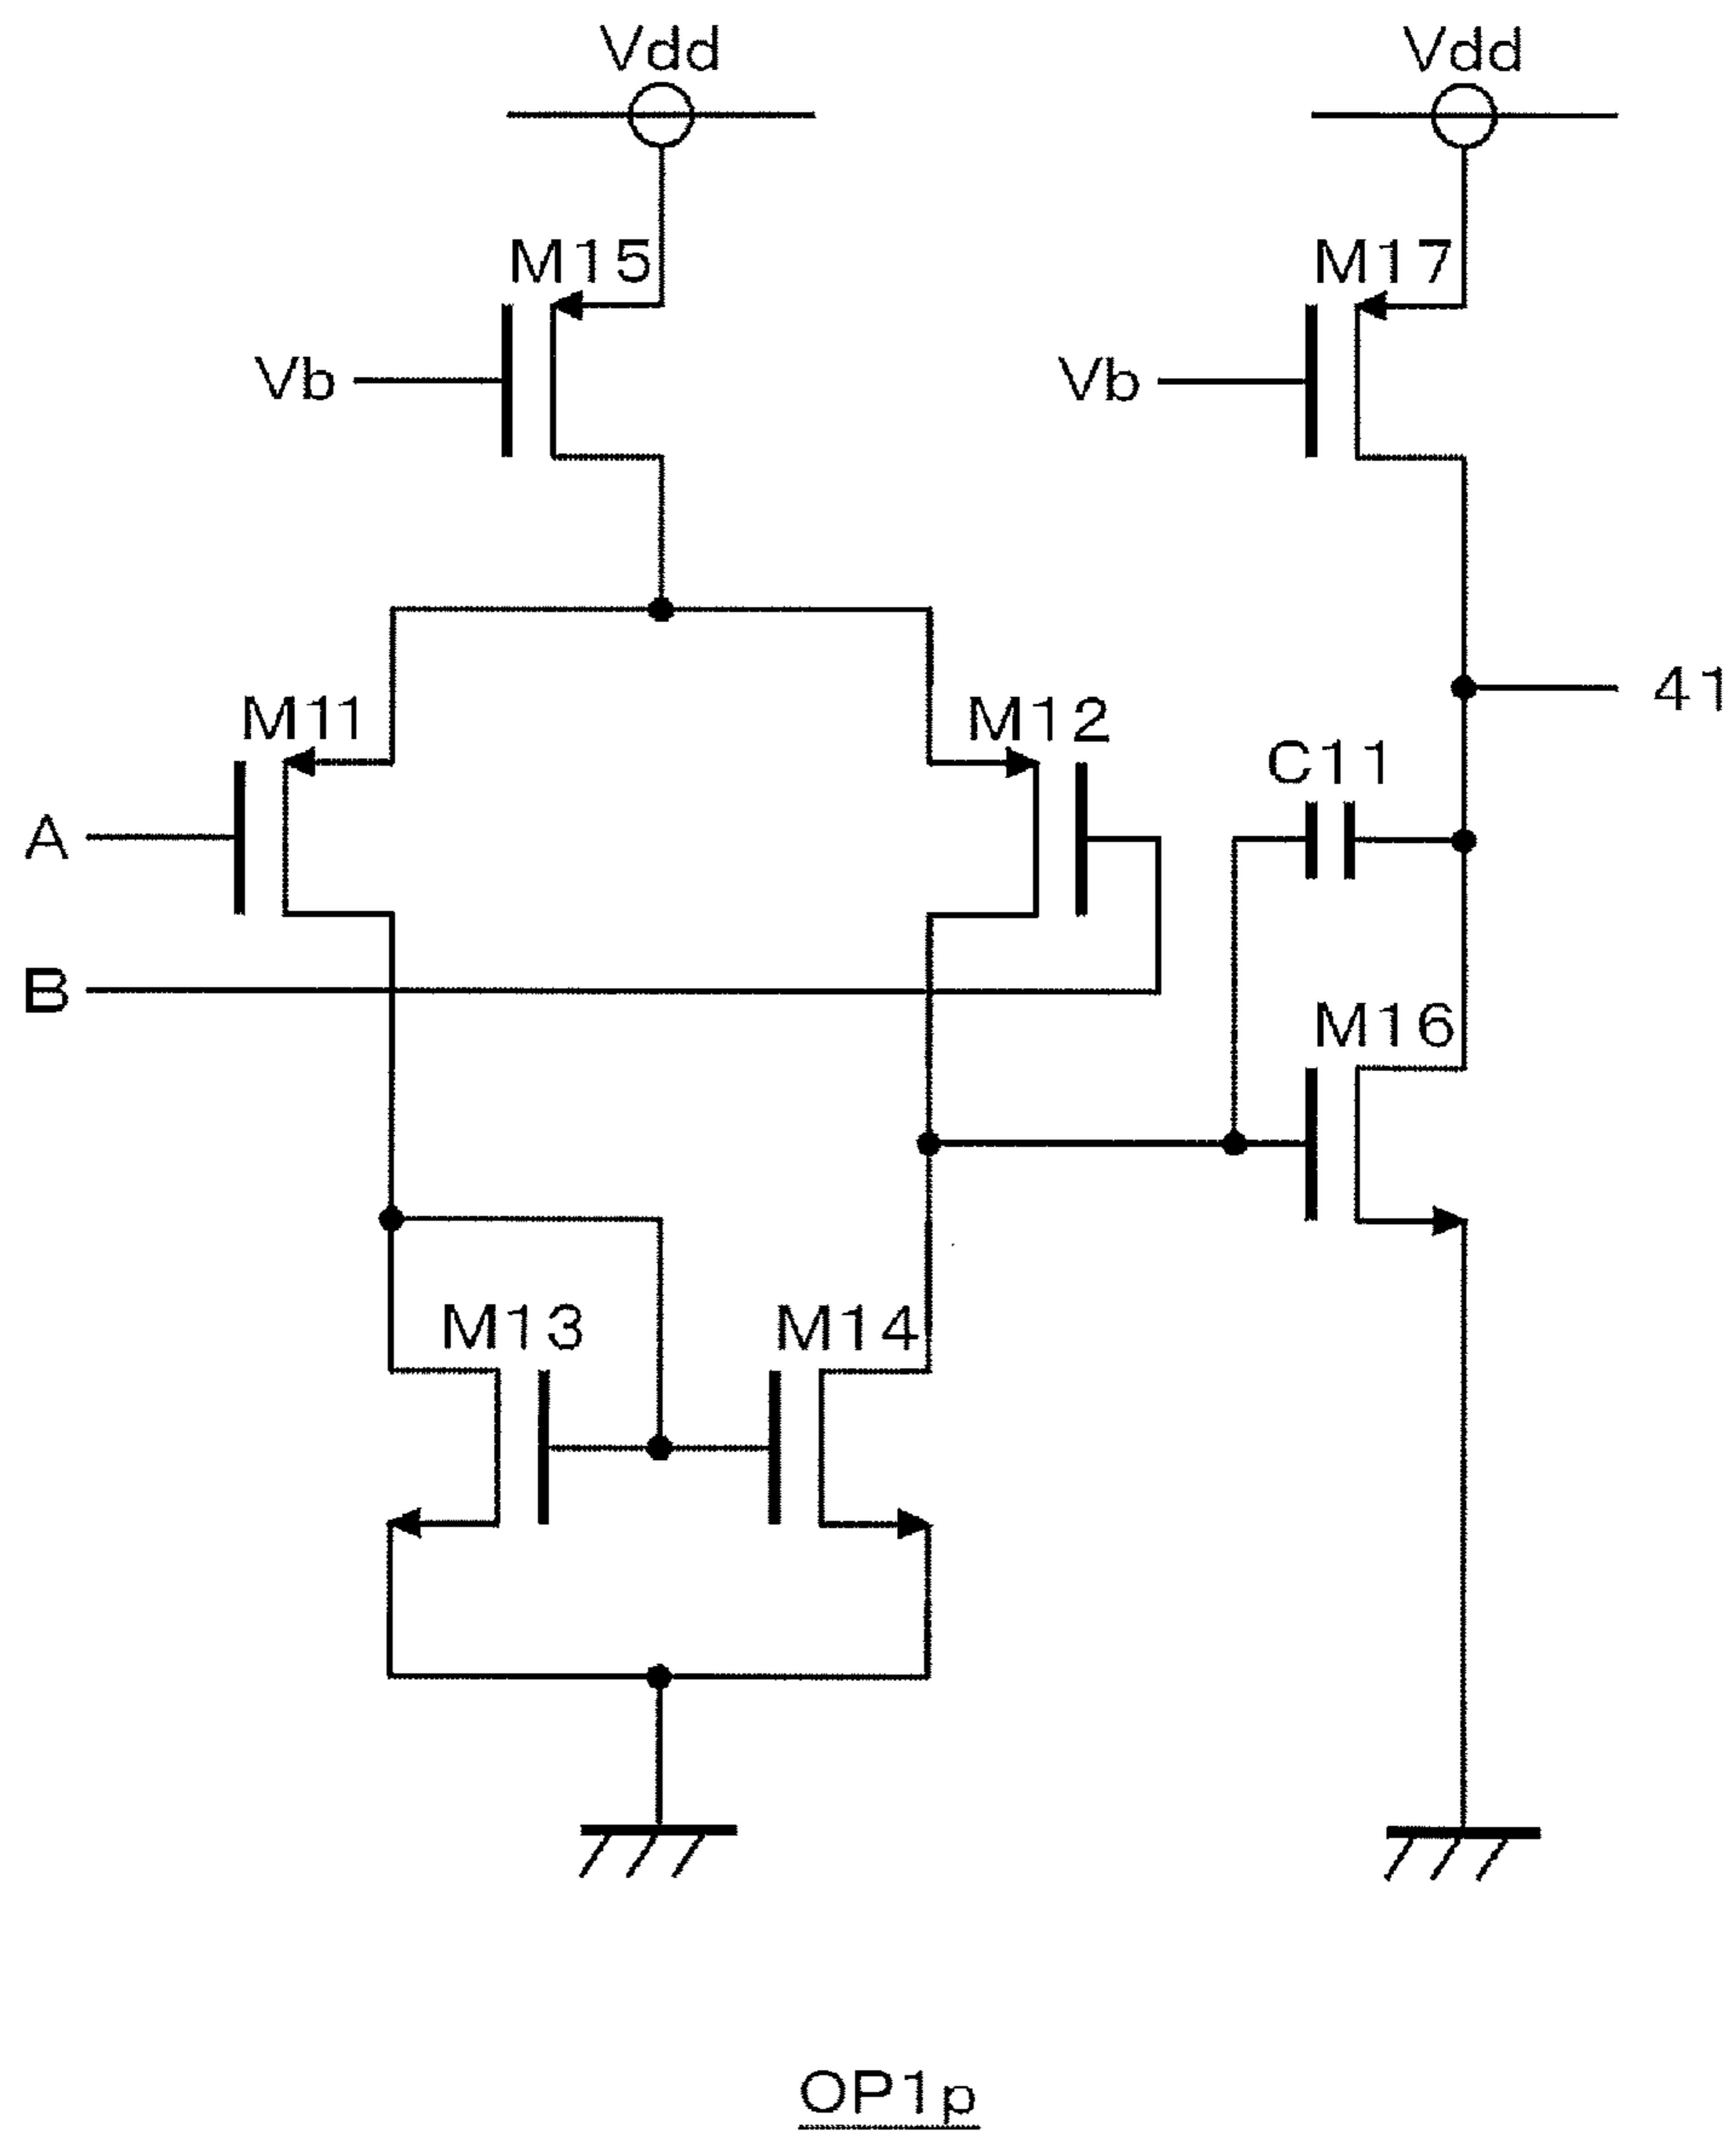 Vdd Vdd
M15 M17
Vb Vb
M11 M12 41
C11
A
B
M16
M13 M14
OP1p